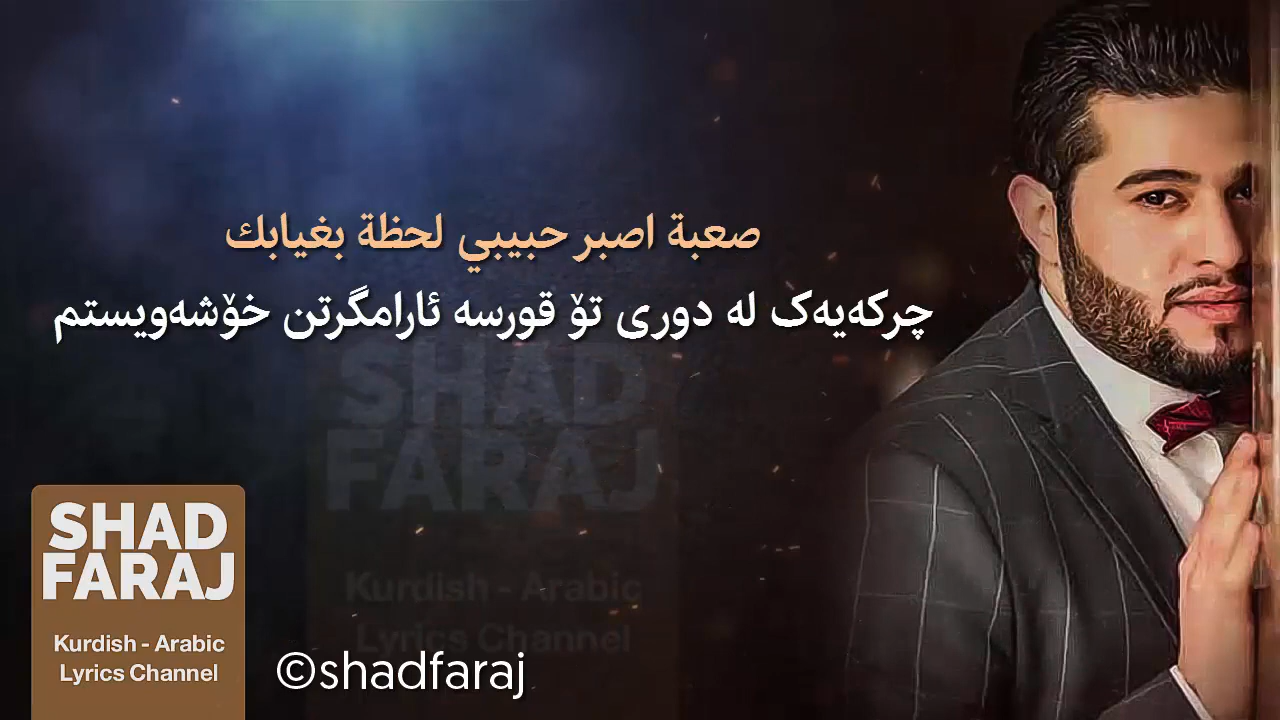 صعبة اصبر حبيبي لحظة بغيابك
چرکەیەک لە دوری تۆ قورسە ئارامگرتن خۆشەویستم
SHAD
FARAJ
Kurdish - Arabic
Lyrics Channel
SHAD
FARAJ
Kurdish - Arabic
Lyrics Channel
©shadfaraj